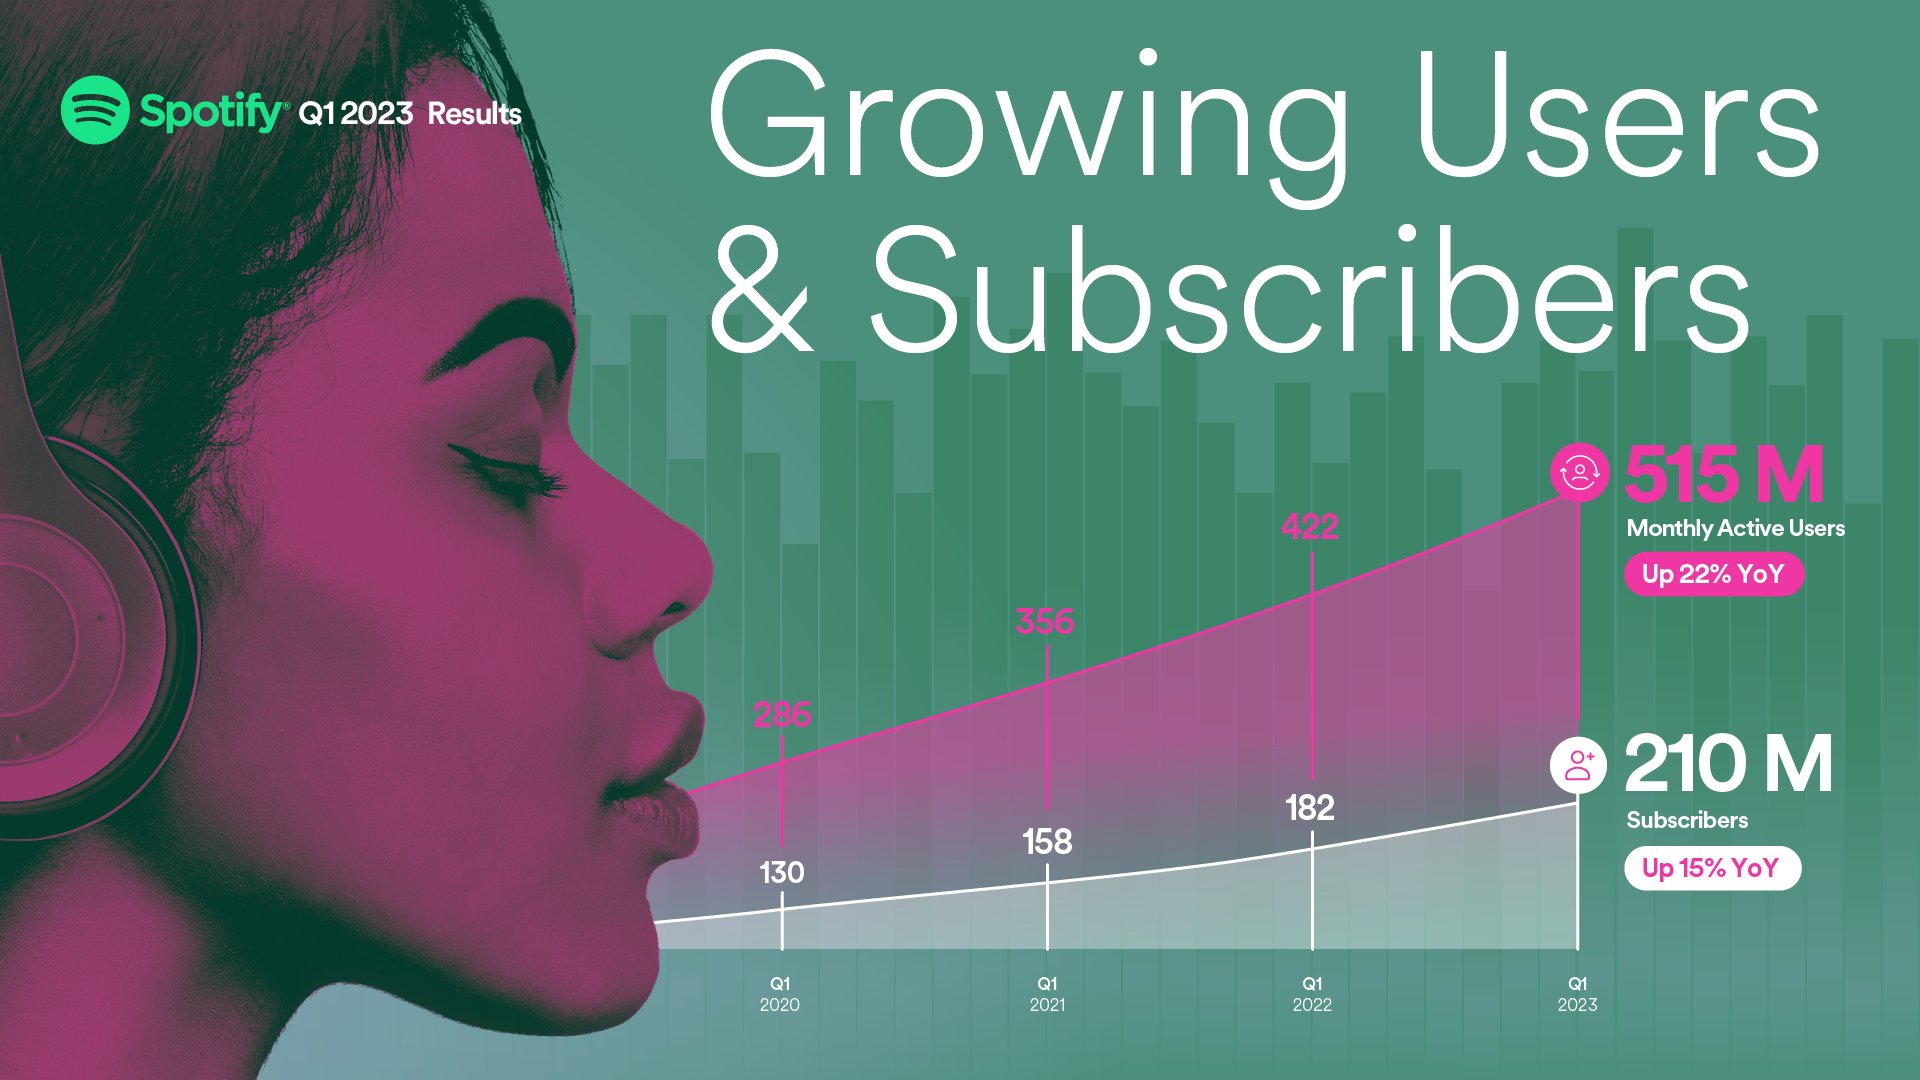 Spotify® Q1 2023 Results
Growing Users
& Subscribers
515 M
Monthly Active Users
Up 22% YoY
422
356
286
210 M
Subscribers
Up 15% YoY
182
158
130
Q1
2020
Q1
2021
Q1
2022
Q1
2023